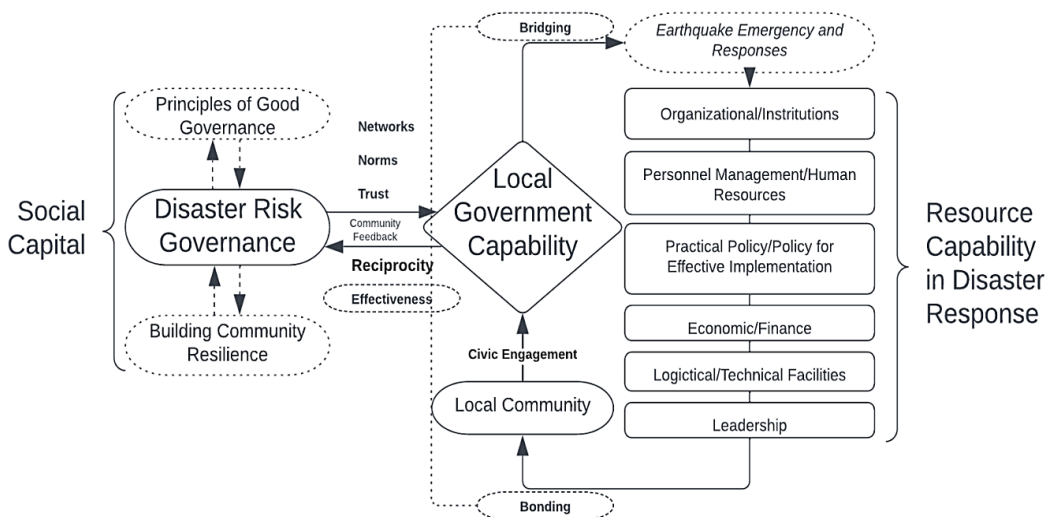 Social
Capital
Principles of Good
Governance
Disaster Risk
Governance
Building Community
Resilience
Networks
Norms
Trust
Community
Feedback
Reciprocity
Effectiveness
Bridging
Local
Government
Capability
Civic Engagement
Local Community
Bonding
Earthquake Emergency and
Responses
Organizational/Institutions
Personnel Management/Human
Resources
Practical Policy/Policy for
Effective Implementation
Economic/Finance
Logictical/Technical Facilities
Leadership
Resource
Capability
in Disaster
Response